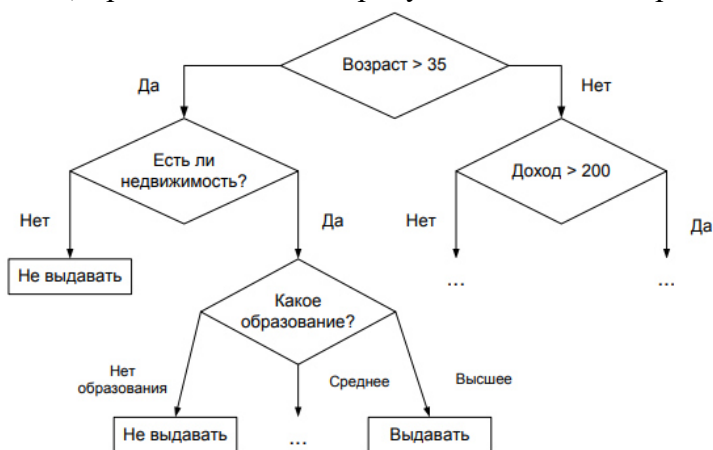 Возраст > 35
Да
Нет
Есть ли
недвижимость?
Доход > 200
Нет
Да
Нет
Да
Не выдавать
...
...
Какое
образование?
Нет
образования
Среднее
Высшее
Не выдавать
...
Выдавать